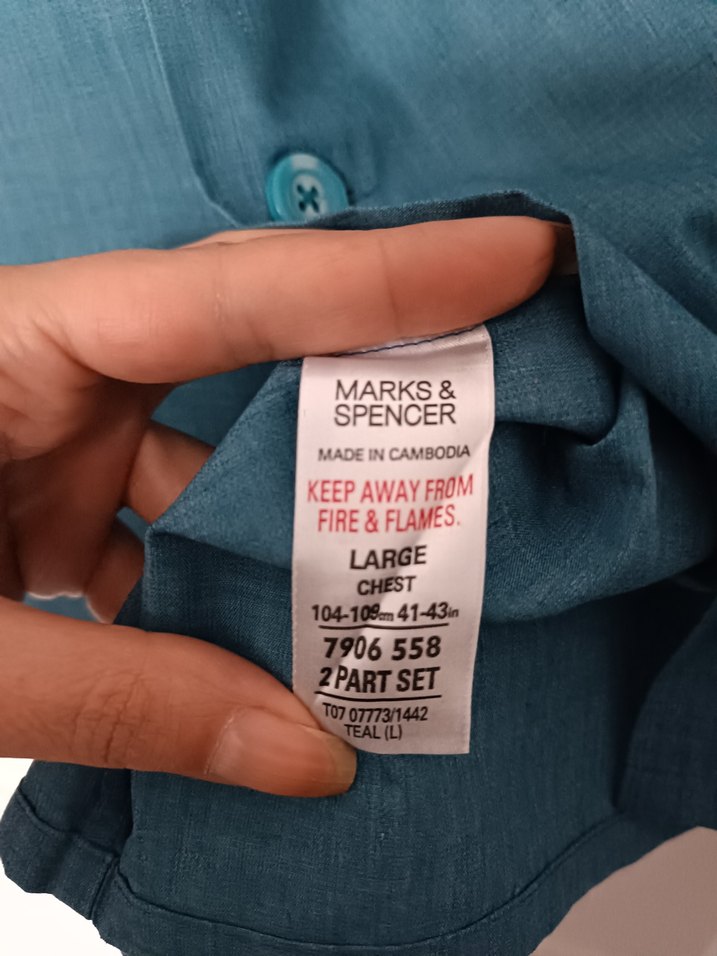 MARKS &
SPENCER
MADE IN CAMBODIA
KEEP AWAY FROM
FIRE & FLAMES.
LARGE
CHEST
104-109cm 41-43in
7906 558
2 PART SET
T07 07773/1442
TEAL (L)